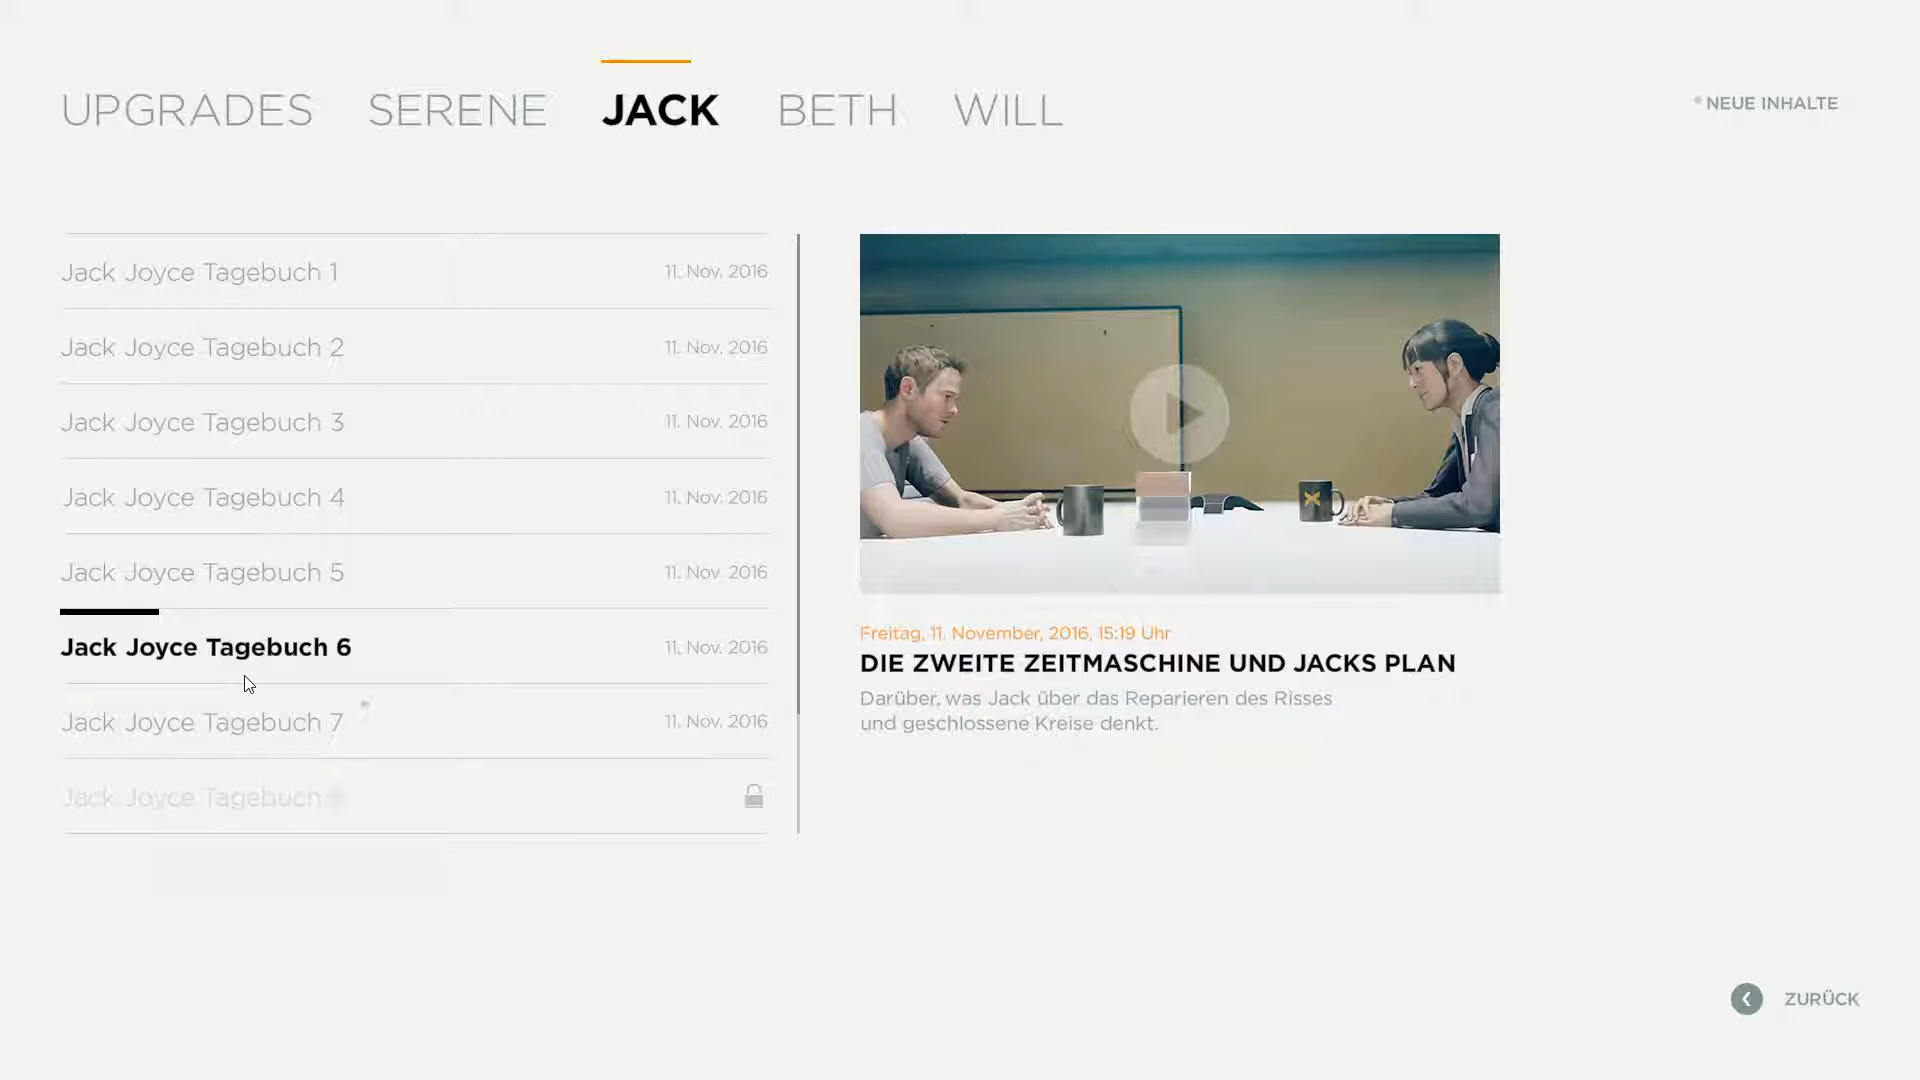 UPGRADES SERENE JACK BETH WILL
NEUE INHALTE
Jack Joyce Tagebuch 1 11. Nov. 2016
Jack Joyce Tagebuch 2 11. Nov. 2016
Jack Joyce Tagebuch 3 11. Nov. 2016
Jack Joyce Tagebuch 4 11. Nov. 2016
Jack Joyce Tagebuch 5 11. Nov. 2016
Jack Joyce Tagebuch 6 11. Nov. 2016
Jack Joyce Tagebuch 7 11. Nov. 2016
Jack Joyce Tagebuch
Freitag, 11. November, 2016, 15:19 Uhr
DIE ZWEITE ZEITMASCHINE UND JACKS PLAN
Darüber, was Jack über das Reparieren des Risses
und geschlossene Kreise denkt.
ZURÜCK